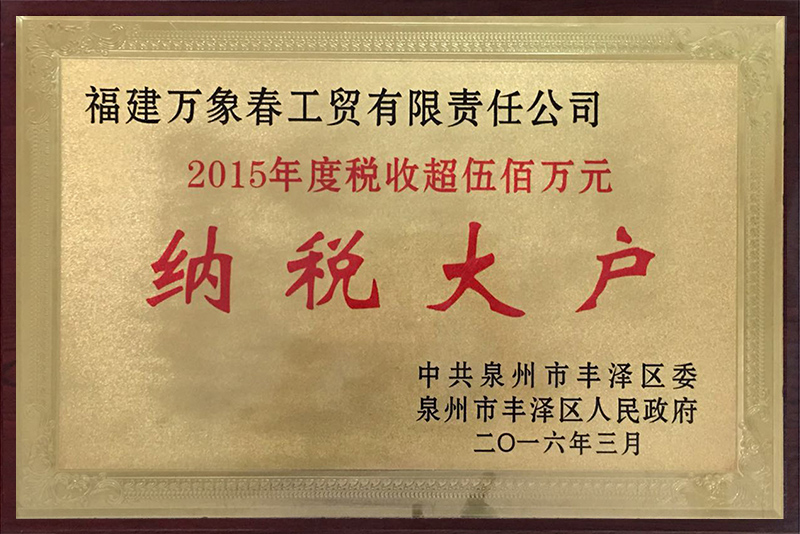 福建万象春工贸有限责任公司
2015年度税收超伍佰万元
纳税大户
中共泉州市丰泽区委
泉州市丰泽区人民政府
二〇一六年三月